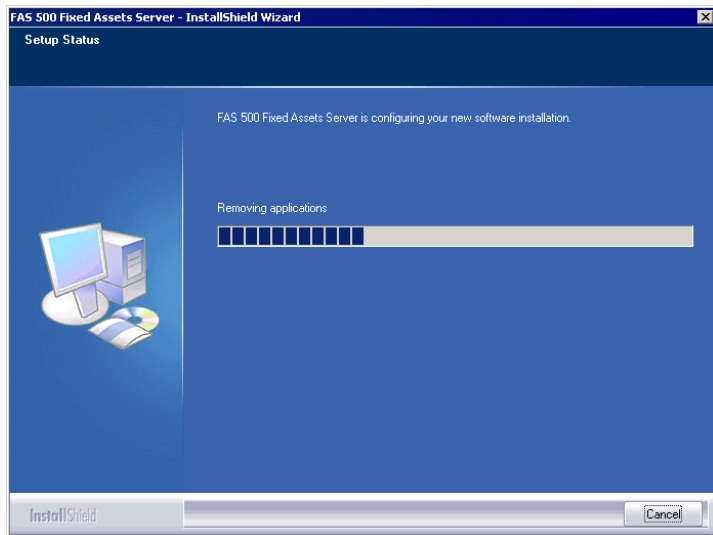 FAS 500 Fixed Assets Server - InstallShield Wizard
Setup Status
FAS 500 Fixed Assets Server is configuring your new software installation.
Removing applications
InstallShield
Cancel